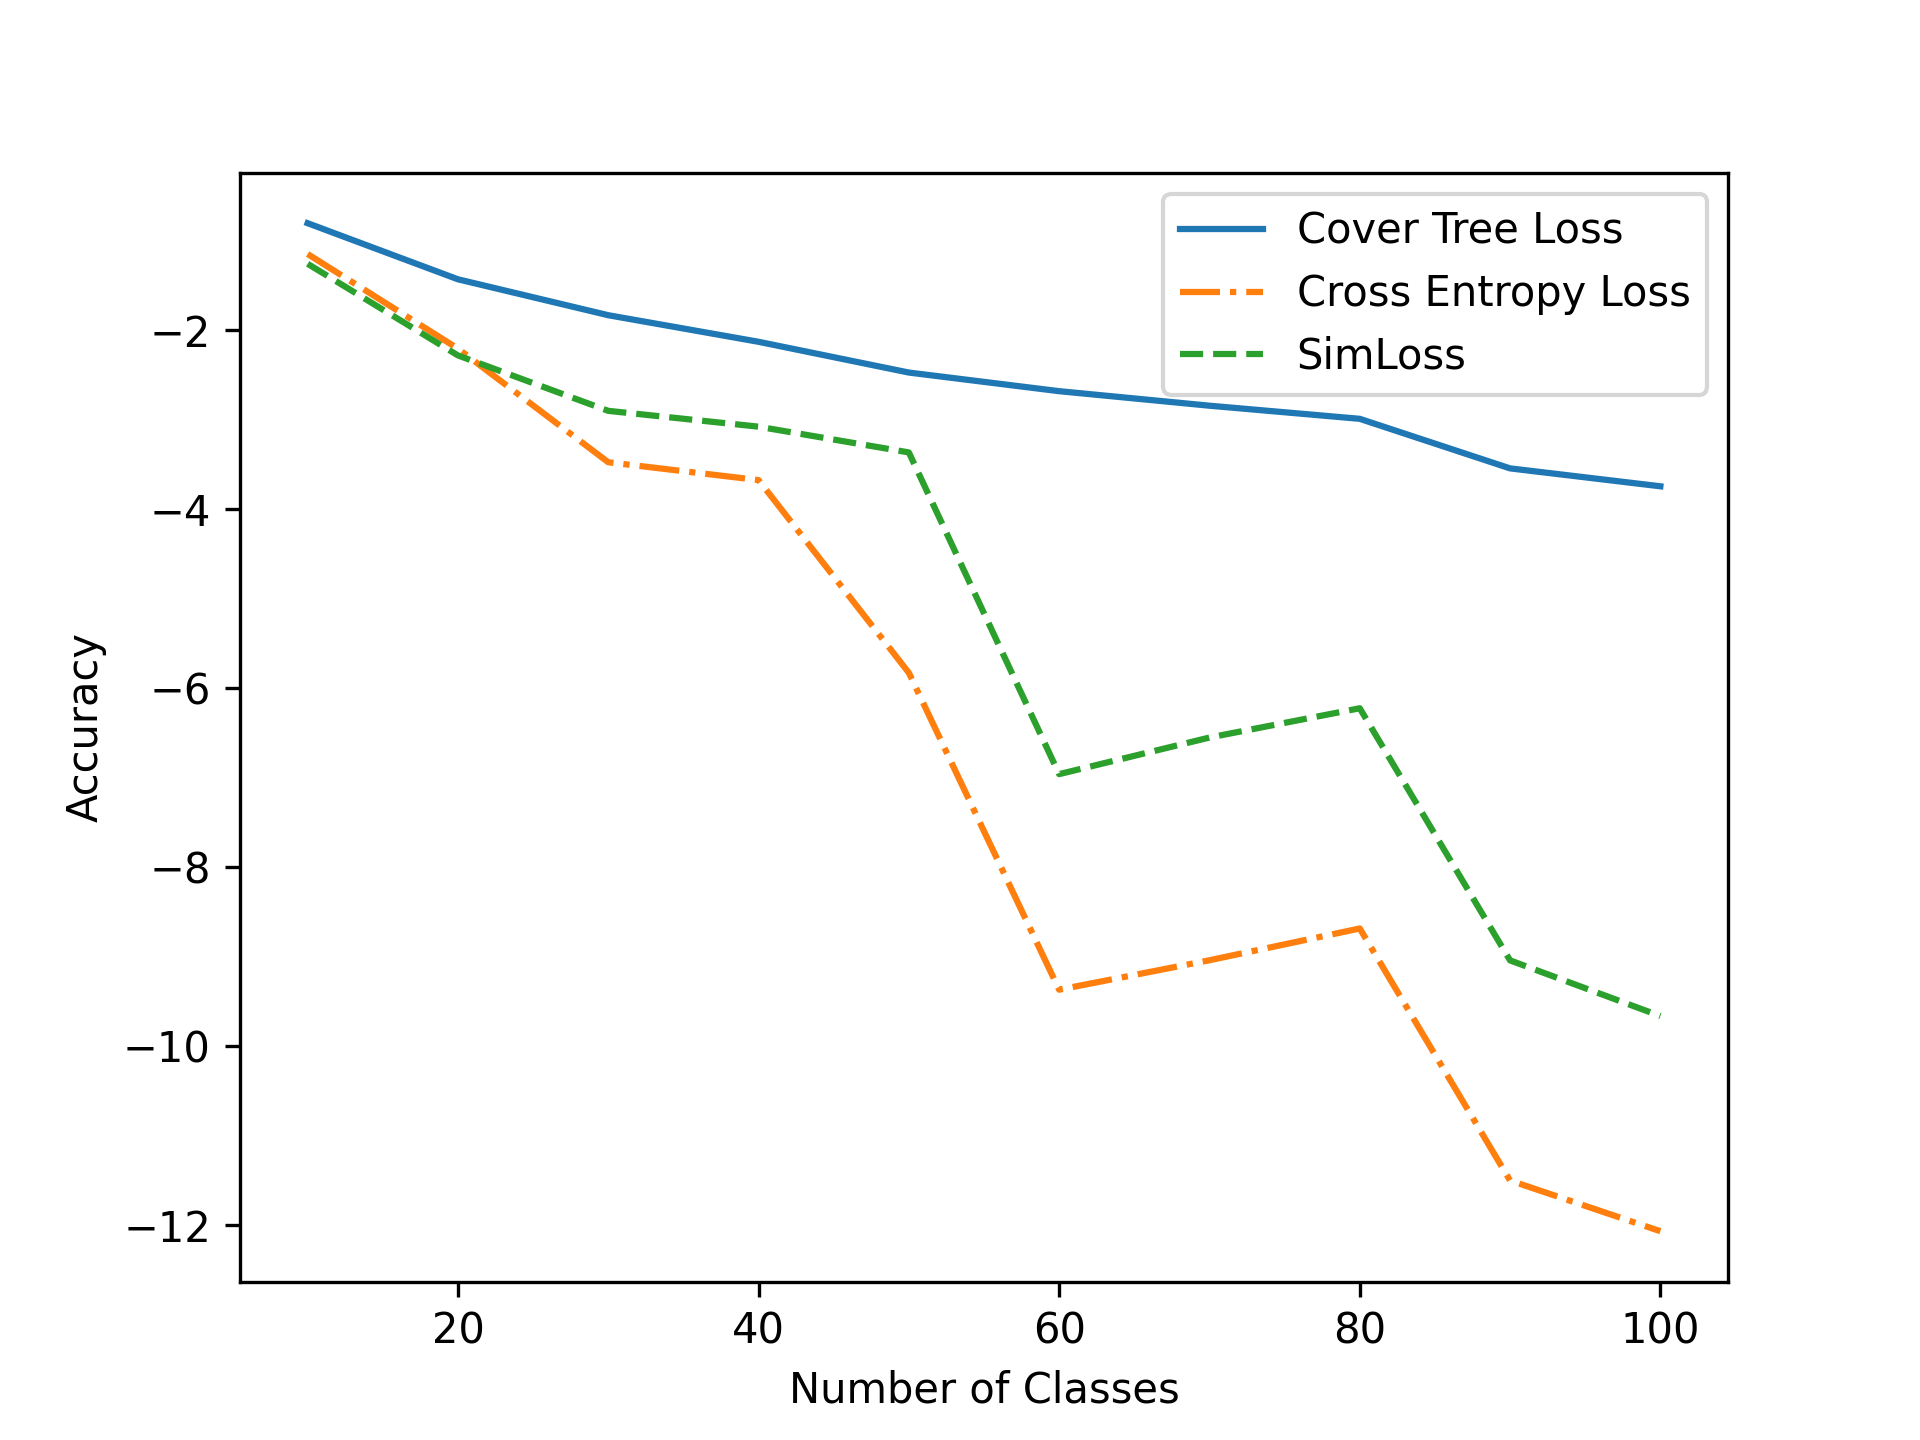 Cover Tree Loss
Cross Entropy Loss
SimLoss
−2
−4
−6
−8
−10
−12
Accuracy
20 40 60 80 100
Number of Classes